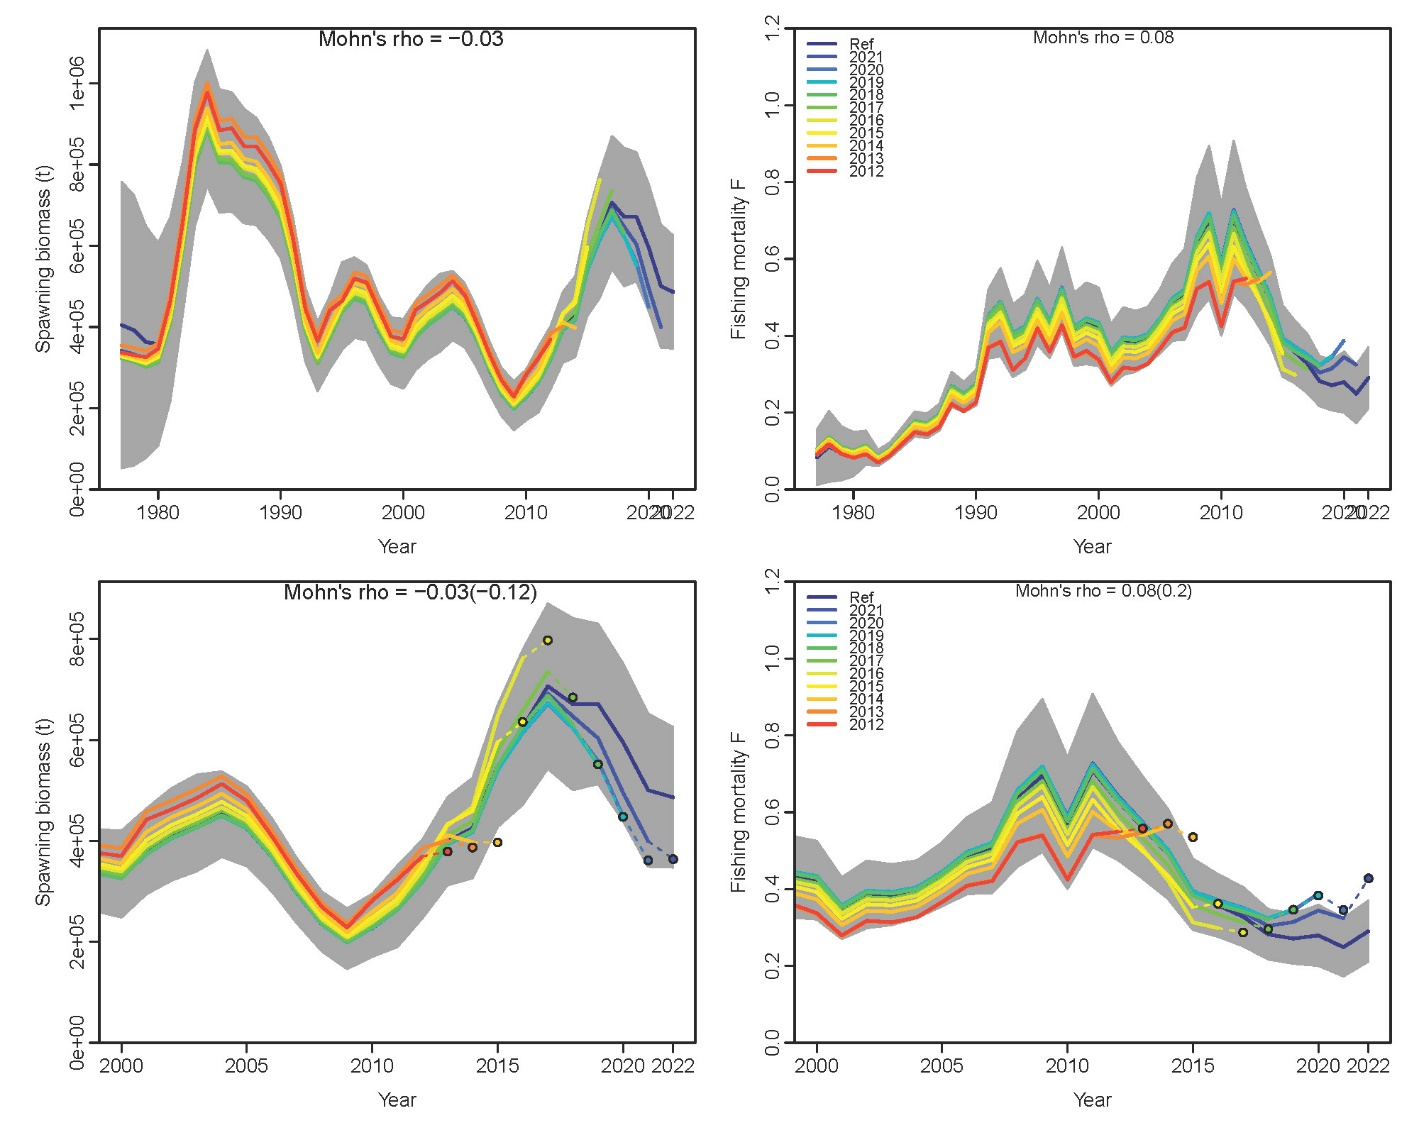 Mohn's rho = −0.03
Spawning biomass (t)
1e+06
8e+05
6e+05
4e+05
2e+05
0e+00
1980 1990 2000 2010 2020 2022
Year
Mohn's rho = 0.08
Fishing mortality F
1.2
1.0
0.8
0.6
0.4
0.2
0.0
Ref
2021
2020
2019
2018
2017
2016
2015
2014
2013
2012
1980 1990 2000 2010 2020 2022
Year
Mohn's rho = −0.03(−0.12)
Spawning biomass (t)
8e+05
6e+05
4e+05
2e+05
0e+00
2000 2005 2010 2015 2020 2022
Year
Mohn's rho = 0.08(0.2)
Fishing mortality F
1.2
1.0
0.8
0.6
0.4
0.2
0.0
Ref
2021
2020
2019
2018
2017
2016
2015
2014
2013
2012
2000 2005 2010 2015 2020 2022
Year